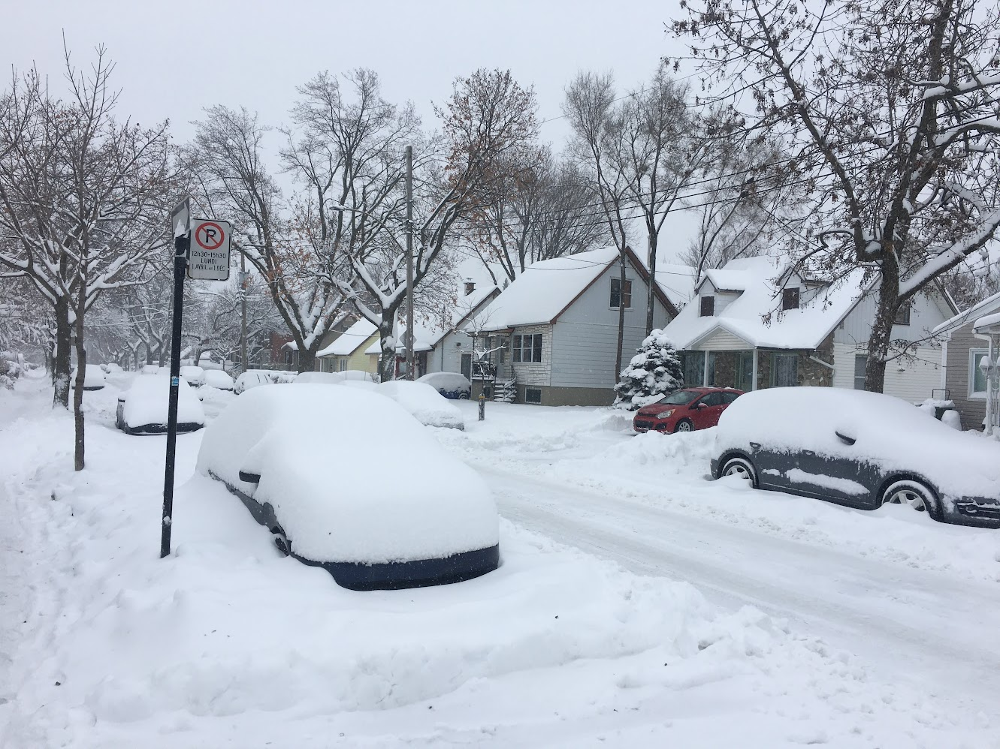 P
12h30-15h30
LUNDI
1 AVRIL AU 1 DEC